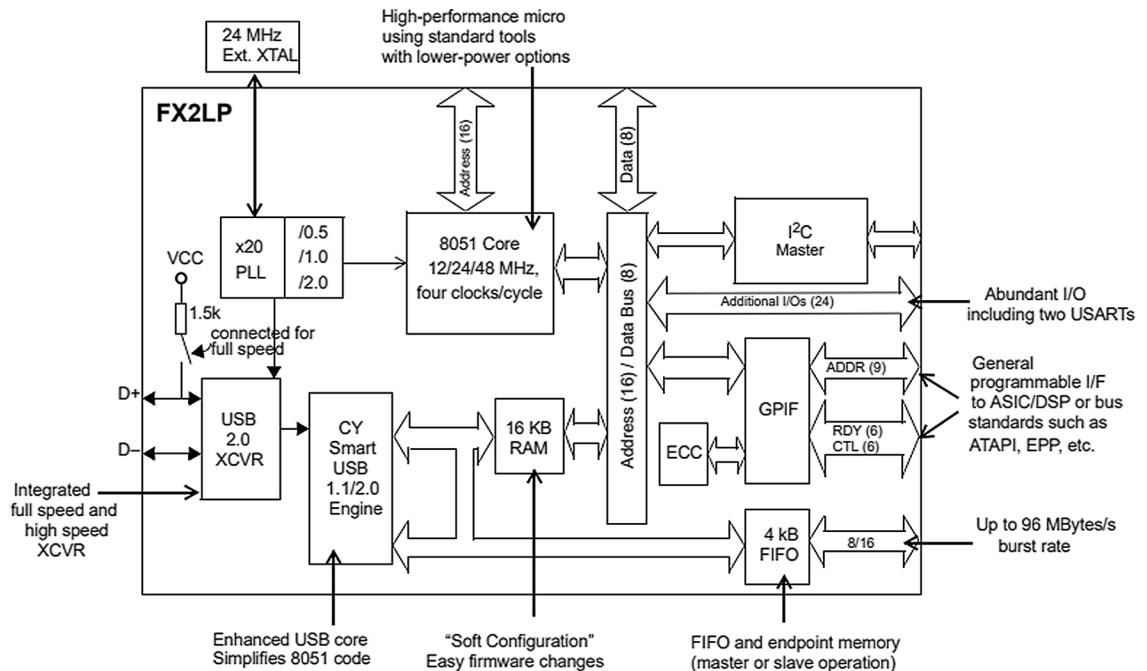 High-performance micro
using standard tools
with lower-power options
24 MHz
Ext. XTAL
FX2LP
Address (16)
Data (8)
x20
PLL
/0.5
/1.0
/2.0
8051 Core
12/24/48 MHz,
four clocks/cycle
I2C
Master
VCC
1.5k
connected for
full speed
Address (16) / Data Bus (8)
Additional I/Os (24)
Abundant I/O
including two USARTs
D+
D–
USB
2.0
XCVR
CY
Smart
USB
1.1/2.0
Engine
16 KB
RAM
ECC
GPIF
ADDR (9)
RDY (6)
CTL (6)
General
programmable I/F
to ASIC/DSP or bus
standards such as
ATAPI, EPP, etc.
Integrated
full speed and
high speed
XCVR
4 kB
FIFO
8/16
Up to 96 MBytes/s
burst rate
Enhanced USB core
Simplifies 8051 code
“Soft Configuration”
Easy firmware changes
FIFO and endpoint memory
(master or slave operation)